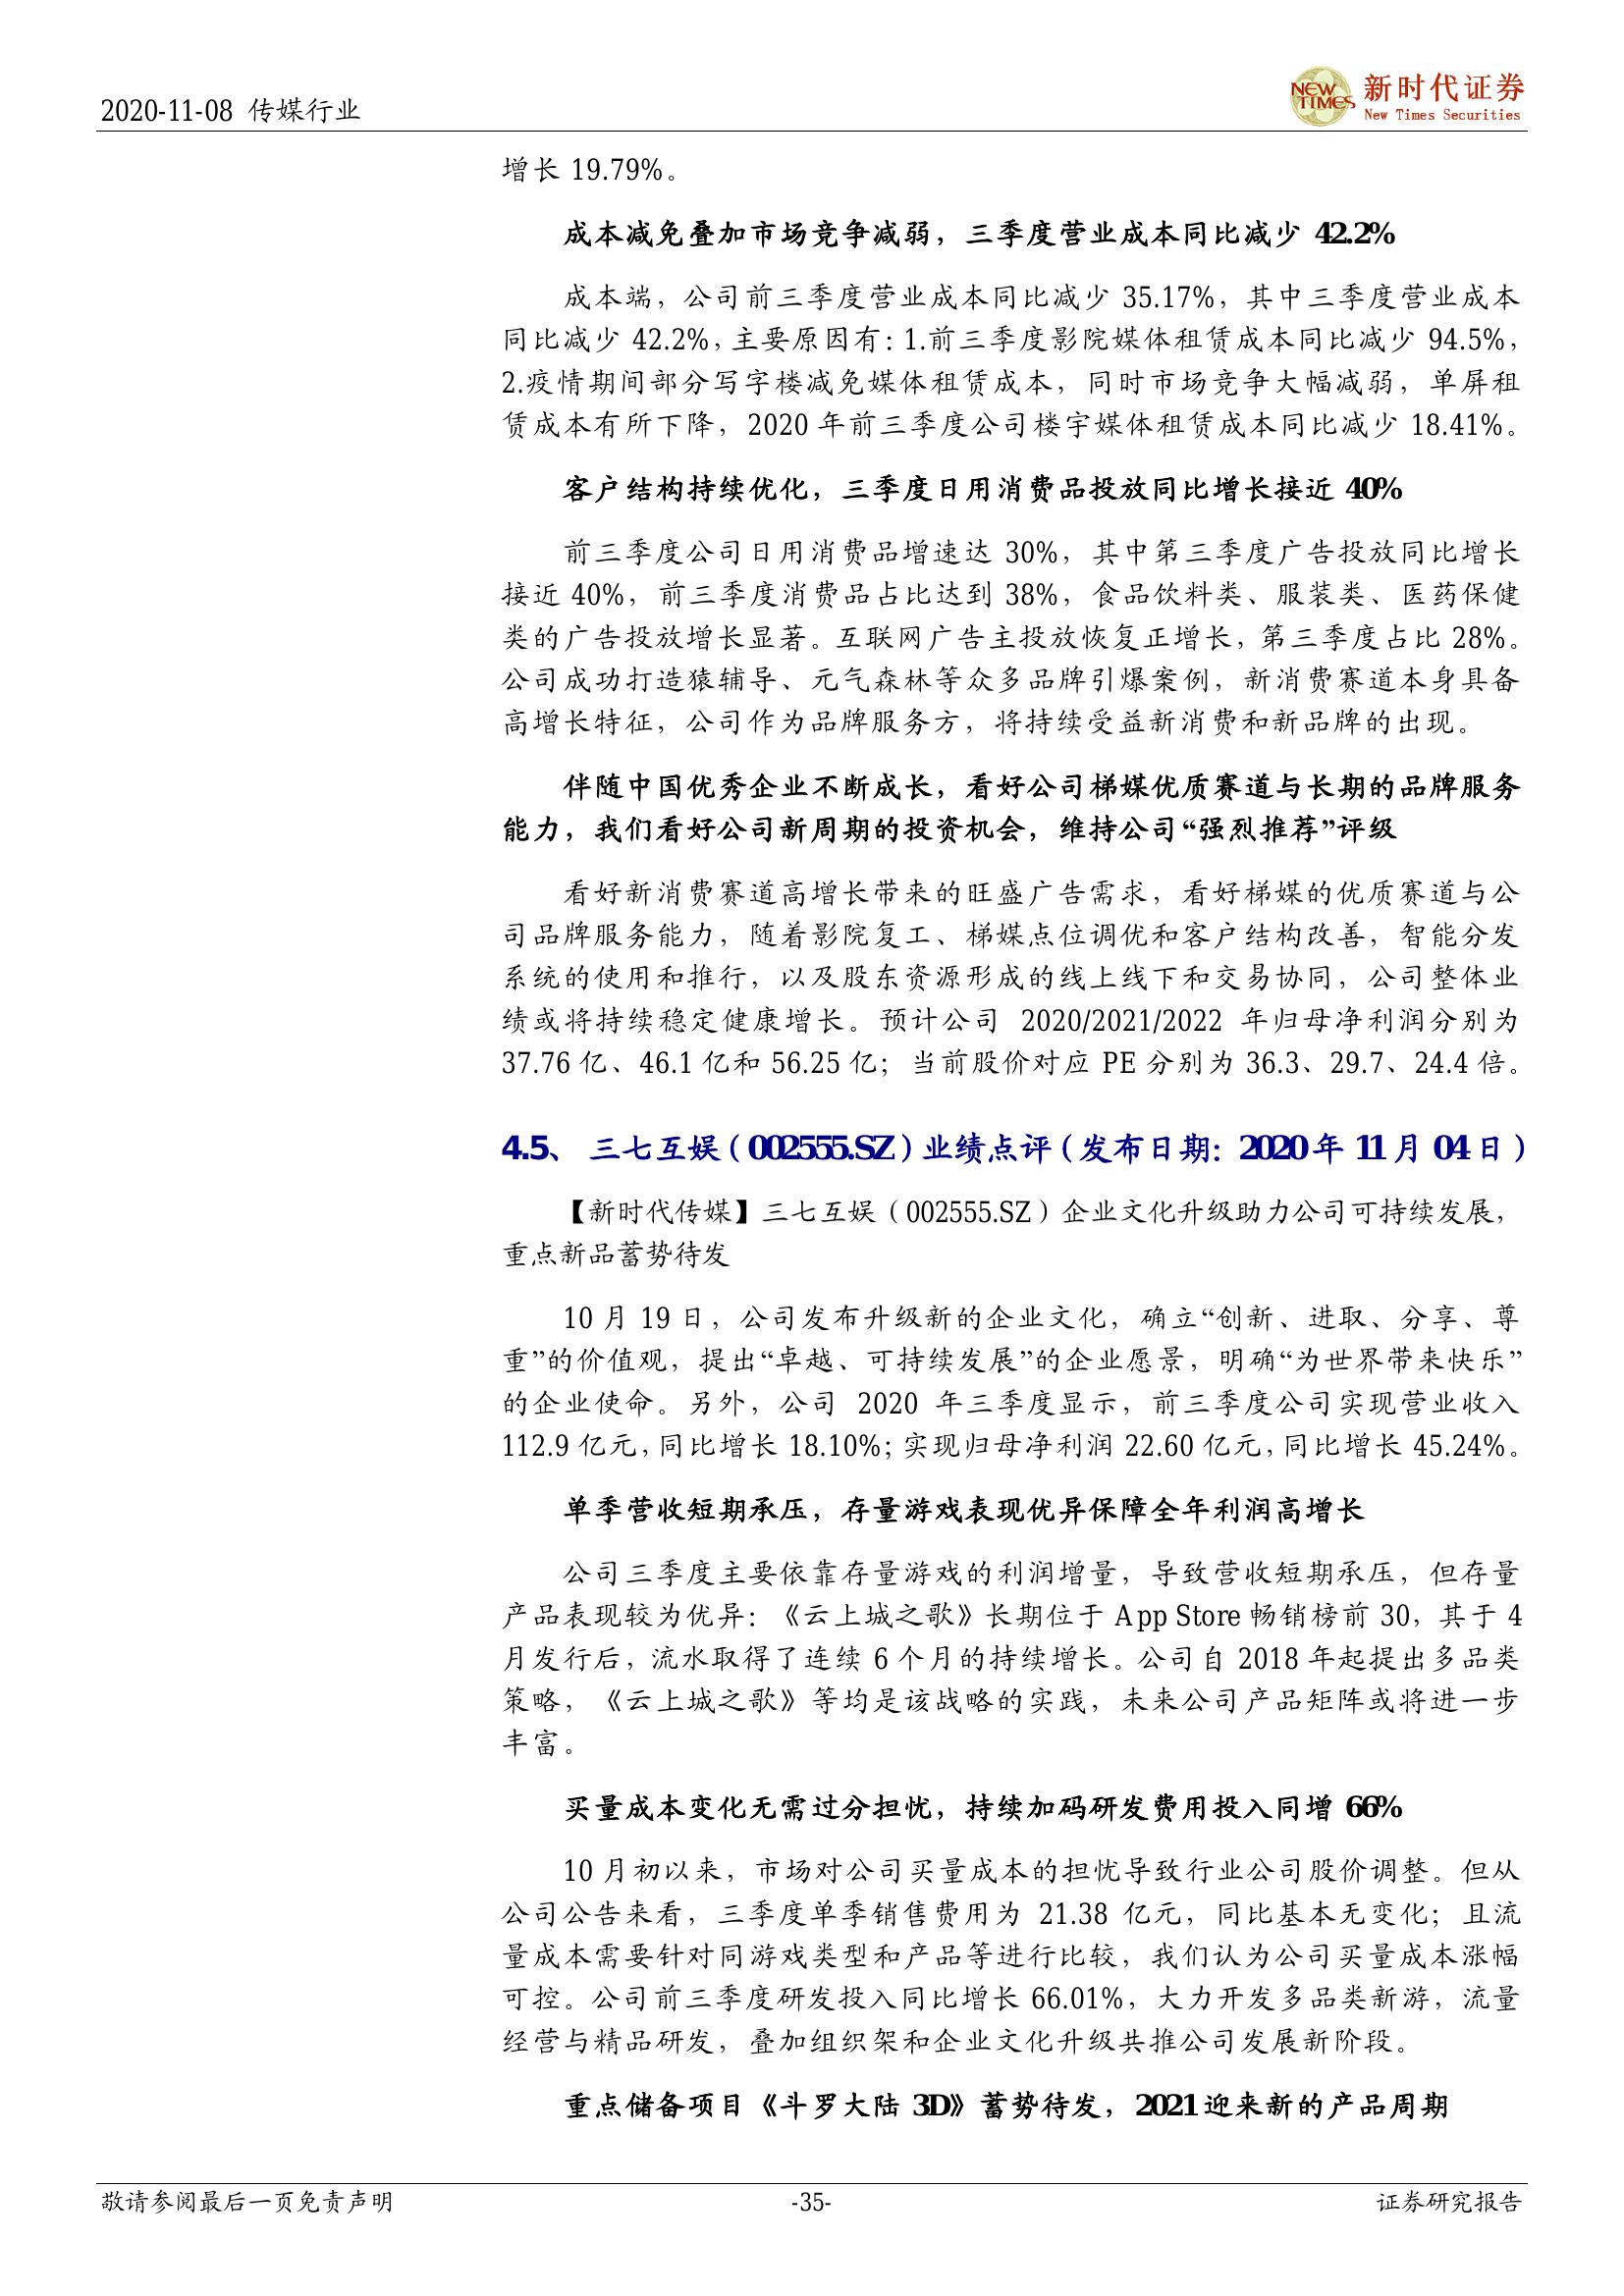 2020-11-08 传媒行业
NEW TIMES
新时代证券
New Times Securities
增长 19.79%。
成本减免叠加市场竞争减弱，三季度营业成本同比减少 42.2%
成本端，公司前三季度营业成本同比减少 35.17%，其中三季度营业成本
同比减少 42.2%，主要原因有：1.前三季度影院媒体租赁成本同比减少 94.5%，
2.疫情期间部分写字楼减免媒体租赁成本，同时市场竞争大幅减弱，单屏租
赁成本有所下降，2020 年前三季度公司楼宇媒体租赁成本同比减少 18.41%。
客户结构持续优化，三季度日用消费品投放同比增长接近 40%
前三季度公司日用消费品增速达 30%，其中第三季度广告投放同比增长
接近 40%，前三季度消费品占比达到 38%，食品饮料类、服装类、医药保健
类的广告投放增长显著。互联网广告主投放恢复正增长，第三季度占比 28%。
公司成功打造猿辅导、元气森林等众多品牌引爆案例，新消费赛道本身具备
高增长特征，公司作为品牌服务方，将持续受益新消费和新品牌的出现。
伴随中国优秀企业不断成长，看好公司梯媒优质赛道与长期的品牌服务
能力，我们看好公司新周期的投资机会，维持公司“强烈推荐”评级
看好新消费赛道高增长带来的旺盛广告需求，看好梯媒的优质赛道与公
司品牌服务能力，随着影院复工、梯媒点位调优和客户结构改善，智能分发
系统的使用和推行，以及股东资源形成的线上线下和交易协同，公司整体业
绩或将持续稳定健康增长。预计公司 2020/2021/2022 年归母净利润分别为
37.76 亿、46.1 亿和 56.25 亿；当前股价对应 PE 分别为 36.3、29.7、24.4 倍。
4.5、 三七互娱（002555.SZ）业绩点评（发布日期：2020 年 11 月 04 日）
【新时代传媒】三七互娱（002555.SZ）企业文化升级助力公司可持续发展，
重点新品蓄势待发
10 月 19 日，公司发布升级新的企业文化，确立“创新、进取、分享、尊
重”的价值观，提出“卓越、可持续发展”的企业愿景，明确“为世界带来快乐”
的企业使命。另外，公司 2020 年三季度显示，前三季度公司实现营业收入
112.9 亿元，同比增长 18.10%；实现归母净利润 22.60 亿元，同比增长 45.24%。
单季营收短期承压，存量游戏表现优异保障全年利润高增长
公司三季度主要依靠存量游戏的利润增量，导致营收短期承压，但存量
产品表现较为优异：《云上城之歌》长期位于 App Store 畅销榜前 30，其于 4
月发行后，流水取得了连续 6 个月的持续增长。公司自 2018 年起提出多品类
策略，《云上城之歌》等均是该战略的实践，未来公司产品矩阵或将进一步
丰富。
买量成本变化无需过分担忧，持续加码研发费用投入同增 66%
10 月初以来，市场对公司买量成本的担忧导致行业公司股价调整。但从
公司公告来看，三季度单季销售费用为 21.38 亿元，同比基本无变化；且流
量成本需要针对同游戏类型和产品等进行比较，我们认为公司买量成本涨幅
可控。公司前三季度研发投入同比增长 66.01%，大力开发多品类新游，流量
经营与精品研发，叠加组织架和企业文化升级共推公司发展新阶段。
重点储备项目《斗罗大陆 3D》蓄势待发，2021 迎来新的产品周期
敬请参阅最后一页免责声明
-35-
证券研究报告